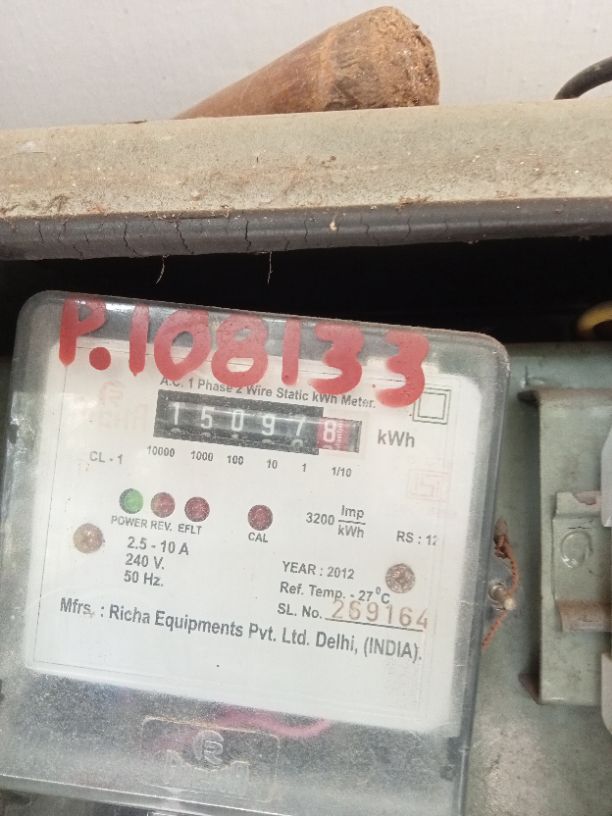 P.108133
A.C. 1 Phase 2 Wire Static kWh Meter.
150978 kWh
CL - 1 10000 1000 100 10 1 1/10
3200 Imp/kWh
POWER REV. EFLT CAL RS : 12
2.5 - 10 A
240 V.
50 Hz.
YEAR : 2012
Ref. Temp. - 27°C
SL. No. 269164
Mfrs. : Richa Equipments Pvt. Ltd. Delhi, (INDIA).